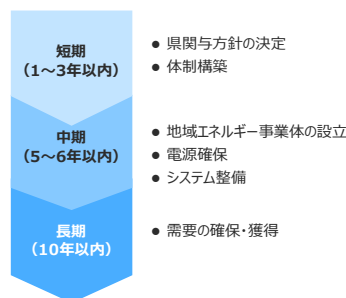 短期
（1～3年以内）
● 県関与方針の決定
● 体制構築
中期
（5～6年以内）
● 地域エネルギー事業体の設立
● 電源確保
● システム整備
長期
（10年以内）
● 需要の確保・獲得